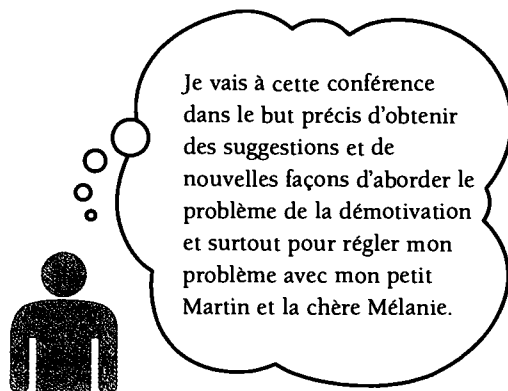 Je vais à cette conférence
dans le but précis d'obtenir
des suggestions et de
nouvelles façons d'aborder le
problème de la démotivation
et surtout pour régler mon
problème avec mon petit
Martin et la chère Mélanie.